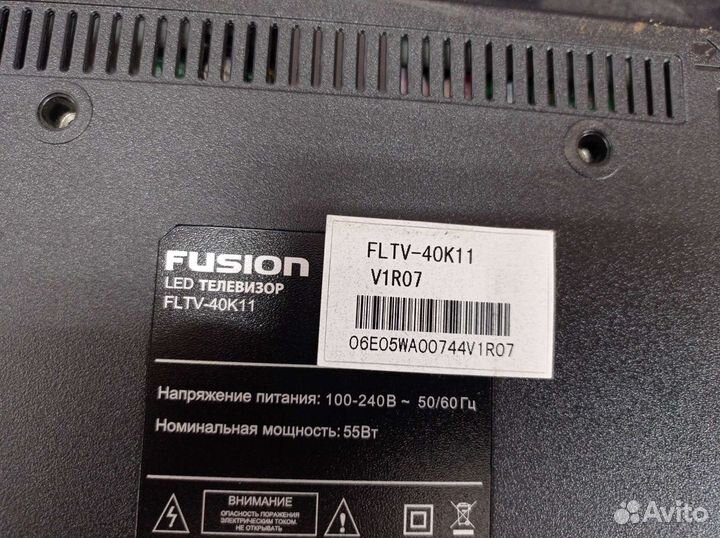 FUSION
LED ТЕЛЕВИЗОР
FLTV-40K11
FLTV-40K11
V1R07
06E05WA00744V1R07
Напряжение питания: 100-240В ~ 50/60Гц
Номинальная мощность: 55Вт
ВНИМАНИЕ
ОПАСНОСТЬ ПОРАЖЕНИЯ
ЭЛЕКТРИЧЕСКИМ ТОКОМ.
НЕ ОТКРЫВАТЬ
Avito